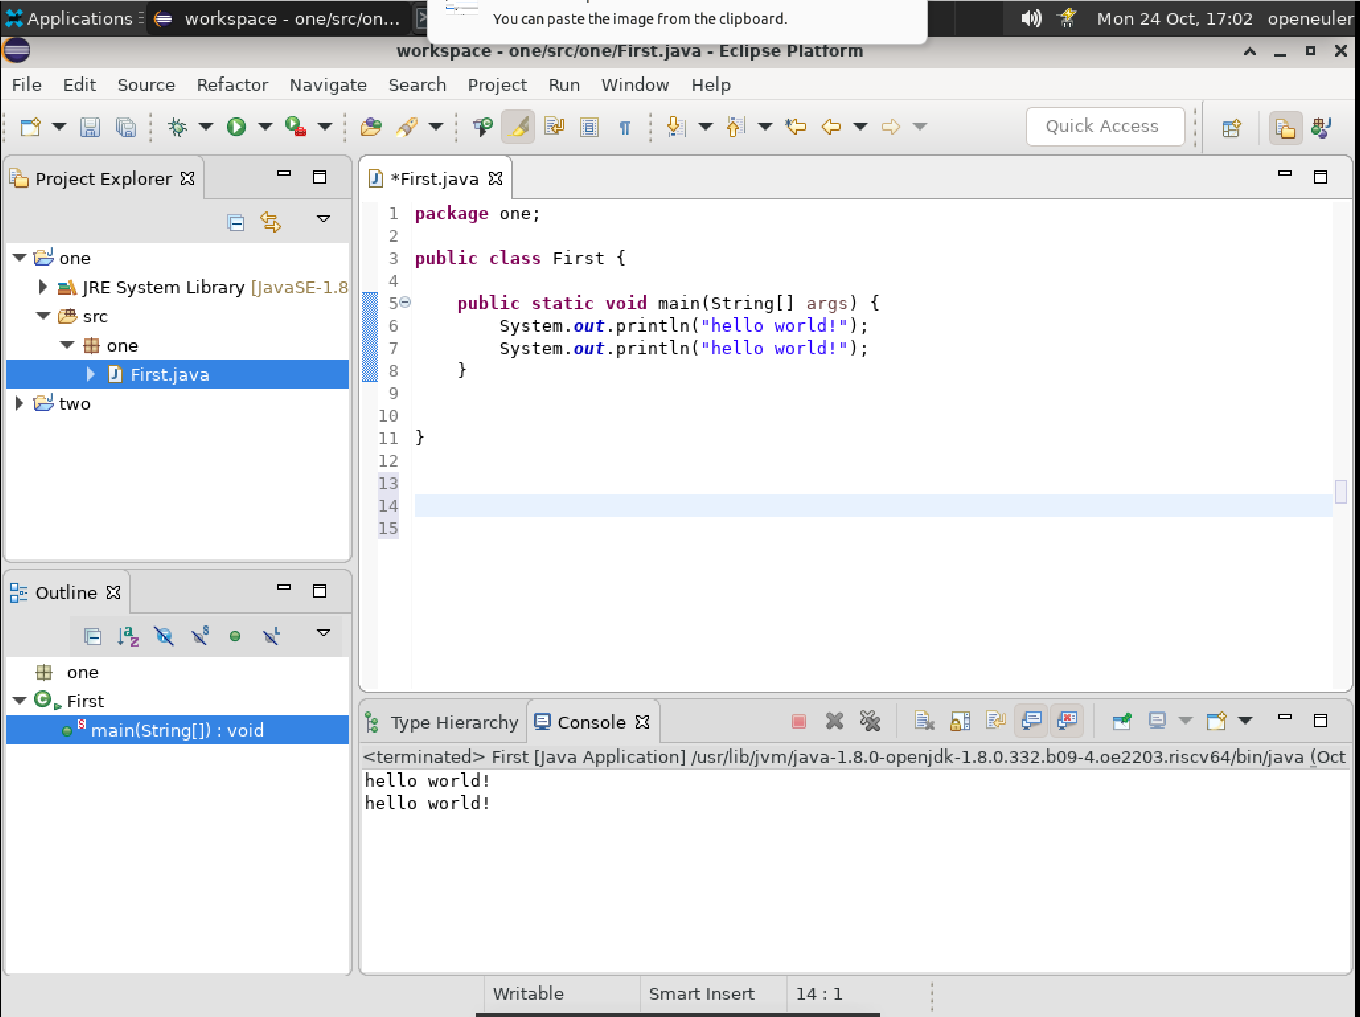 Applications
workspace - one/src/on...
You can paste the image from the clipboard.
Mon 24 Oct, 17:02
openeuler
workspace - one/src/one/First.java - Eclipse Platform
File Edit Source Refactor Navigate Search Project Run Window Help
Quick Access
Project Explorer
one
JRE System Library [JavaSE-1.8
src
one
First.java
two
*First.java
1 package one;
2
3 public class First {
4
5 public static void main(String[] args) {
6 System.out.println("hello world!");
7 System.out.println("hello world!");
8 }
9
10
11 }
12
13
14
15
Outline
one
First
main(String[]) : void
Type Hierarchy
Console
<terminated> First [Java Application] /usr/lib/jvm/java-1.8.0-openjdk-1.8.0.332.b09-4.oe2203.riscv64/bin/java (Oct
hello world!
hello world!
Writable
Smart Insert
14 : 1